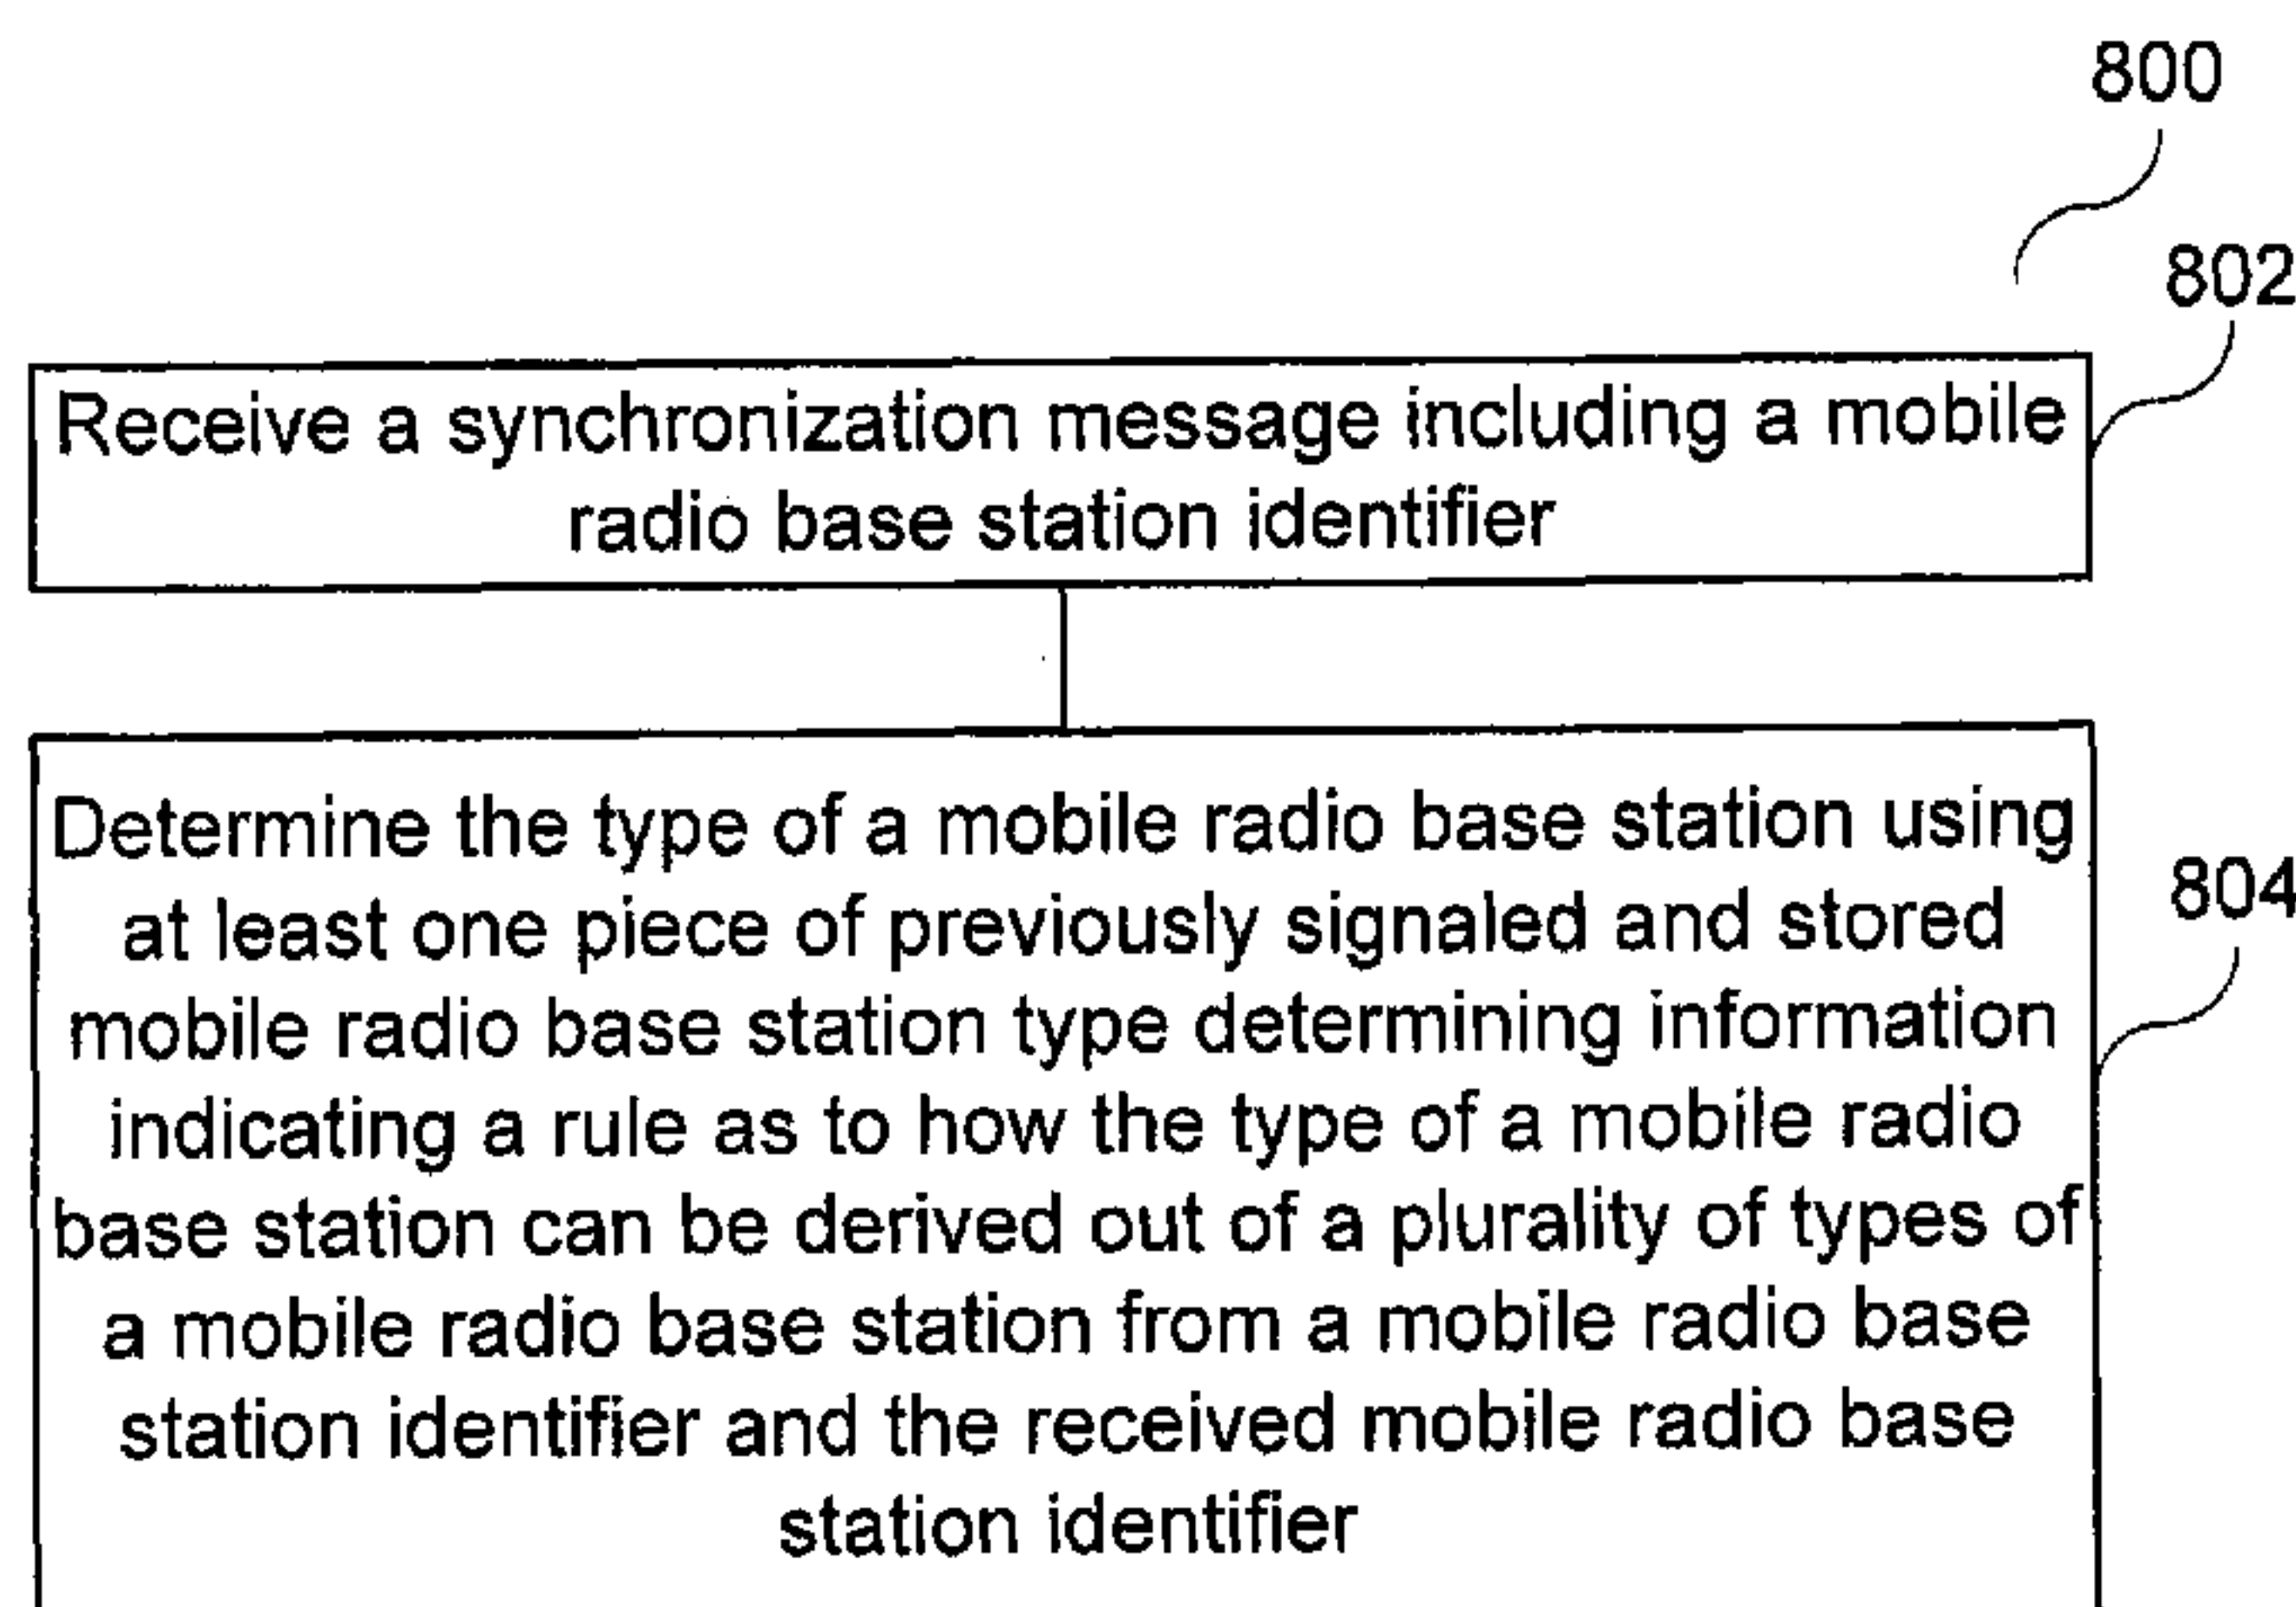 800
802
Receive a synchronization message including a mobile
radio base station identifier
804
Determine the type of a mobile radio base station using
at least one piece of previously signaled and stored
mobile radio base station type determining information
indicating a rule as to how the type of a mobile radio
base station can be derived out of a plurality of types of
a mobile radio base station from a mobile radio base
station identifier and the received mobile radio base
station identifier